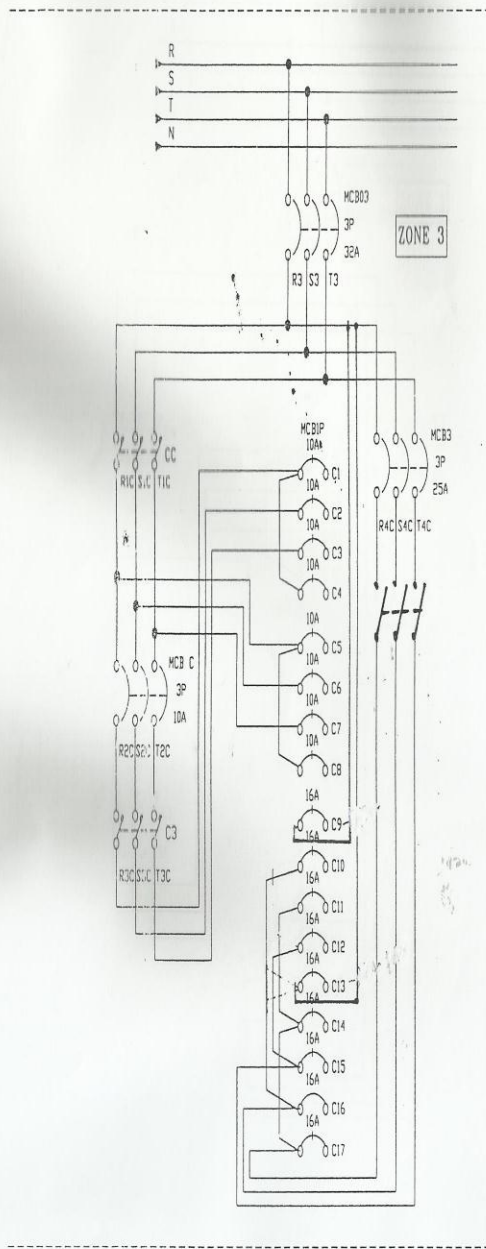 R
S
T
N
MCB03
3P
32A
ZONE 3
R3 S3 T3
MCB1P
10A
C1
10A
C2
10A
C3
10A
C4
CC
R1C S1C T1C
MCB3
3P
25A
R4C S4C T4C
10A
C5
10A
C6
10A
C7
10A
C8
MCB C
3P
10A
R2C S2C T2C
16A
C9
16A
C10
16A
C11
16A
C12
16A
C13
16A
C14
16A
C15
16A
C16
16A
C17
C3
R3C S3C T3C